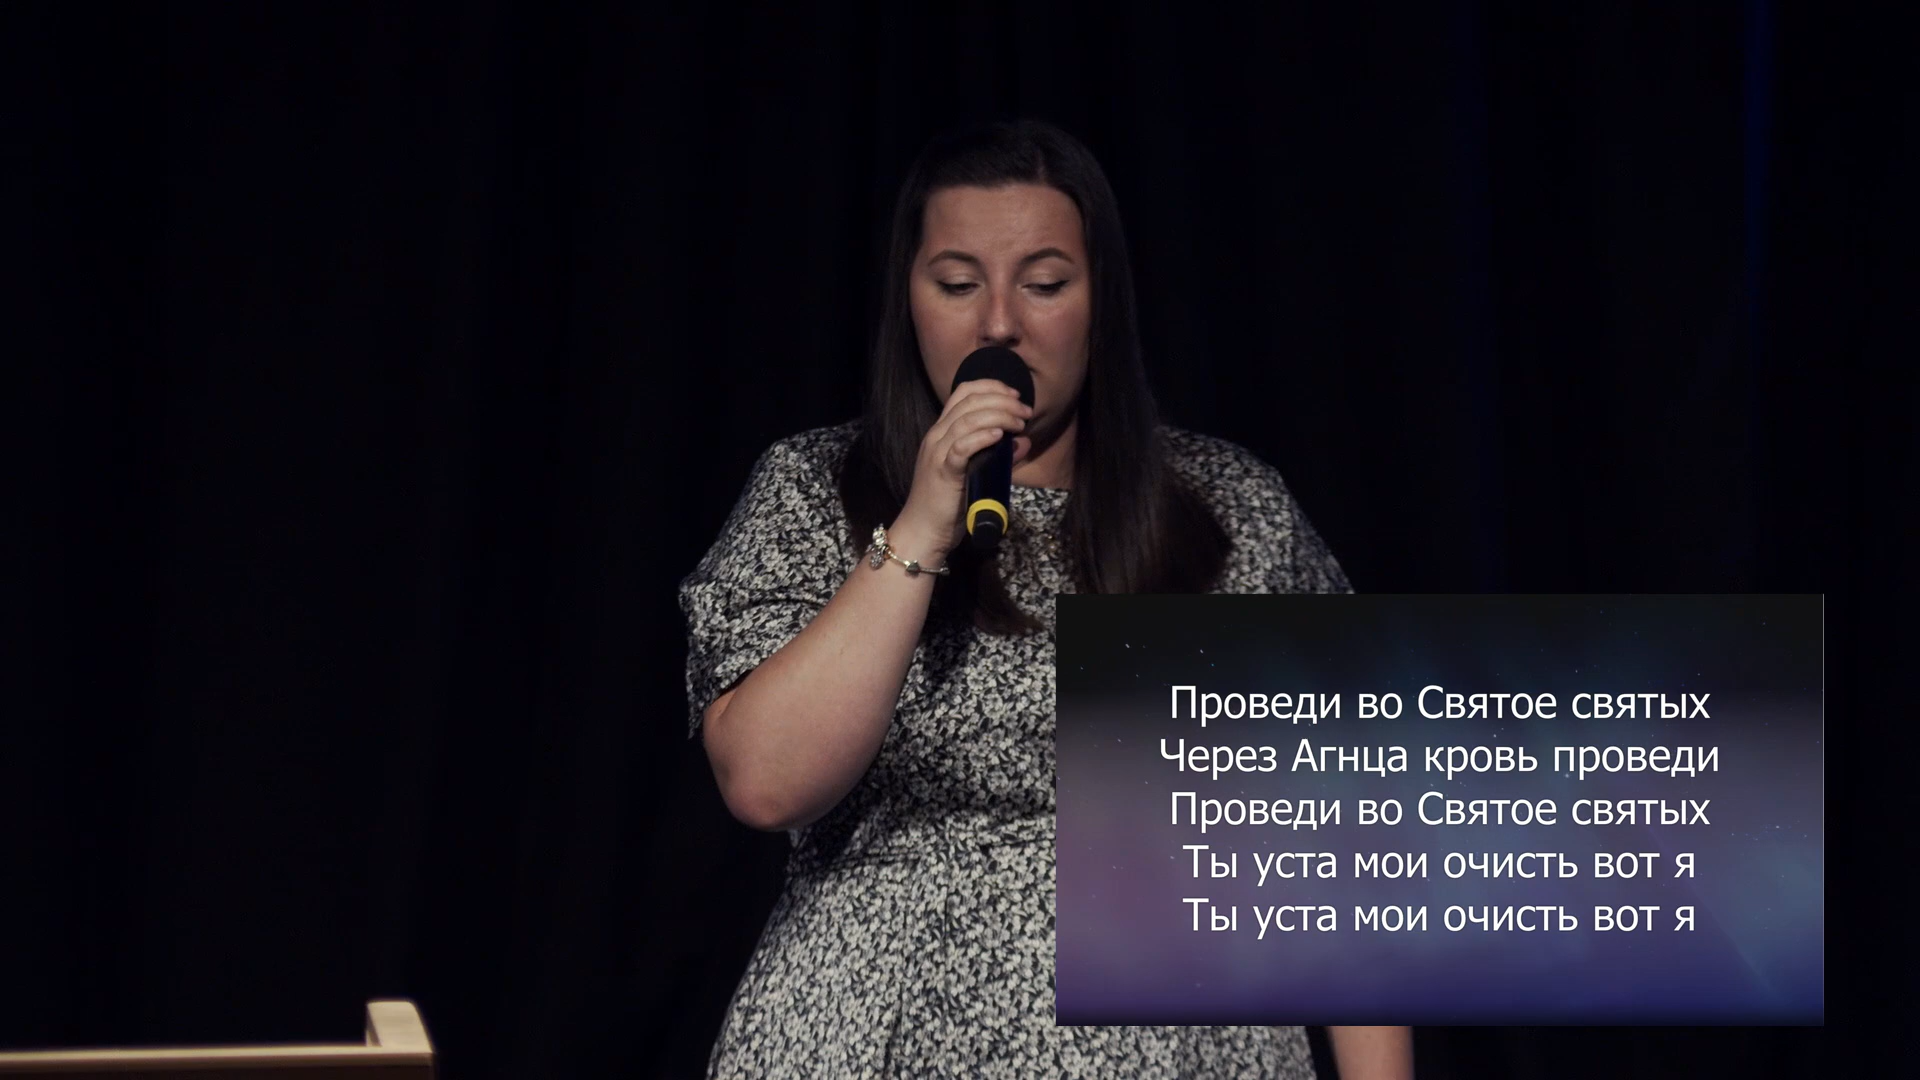 Проведи во Святое святых
Через Агнца кровь проведи
Проведи во Святое святых
Ты уста мои очисть вот я
Ты уста мои очисть вот я